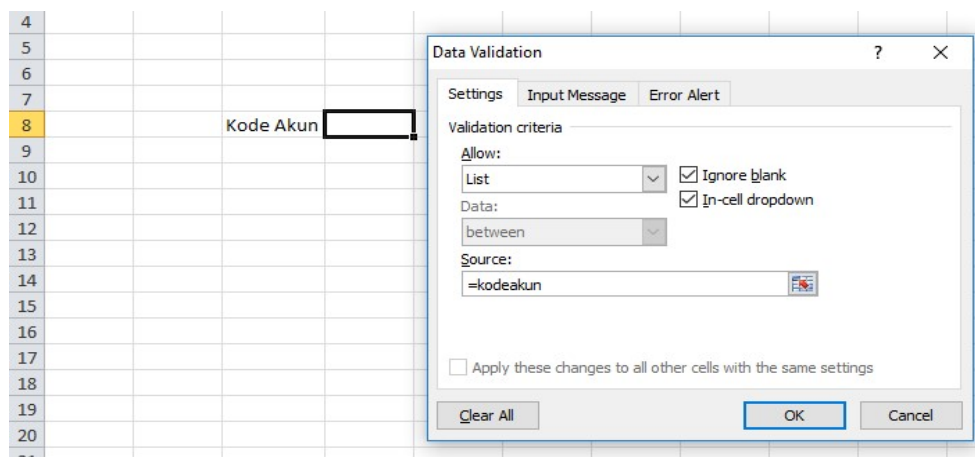 4
5
6
7
8
9
10
11
12
13
14
15
16
17
18
19
20
Kode Akun
Data Validation
?
Settings Input Message Error Alert
Validation criteria
Allow:
List
Ignore blank
Data:
In-cell dropdown
between
Source:
=kodeakun
Apply these changes to all other cells with the same settings
Clear All OK Cancel